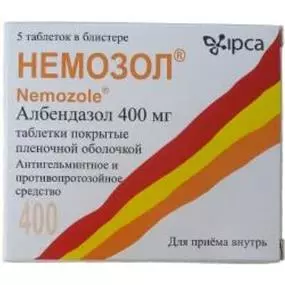 5 таблеток в блистере
ipca
НЕМОЗОЛ®
Nemozole®
Албендазол 400 мг
таблетки покрытые
пленочной оболочкой
Антигельминтное и
противопротозойное
средство
400
Для приёма внутрь